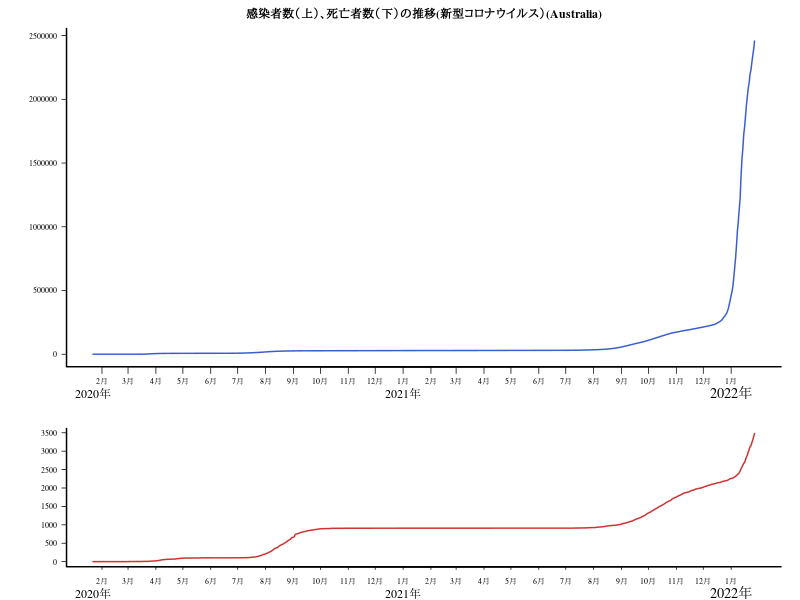 感染者数（上）、死亡者数（下）の推移(新型コロナウイルス）(Australia)
2500000
2000000
1500000
1000000
500000
0
2月 3月 4月 5月 6月 7月 8月 9月 10月 11月 12月 1月 2月 3月 4月 5月 6月 7月 8月 9月 10月 11月 12月 1月
2020年 2021年 2022年
3500
3000
2500
2000
1500
1000
500
0
2月 3月 4月 5月 6月 7月 8月 9月 10月 11月 12月 1月 2月 3月 4月 5月 6月 7月 8月 9月 10月 11月 12月 1月
2020年 2021年 2022年